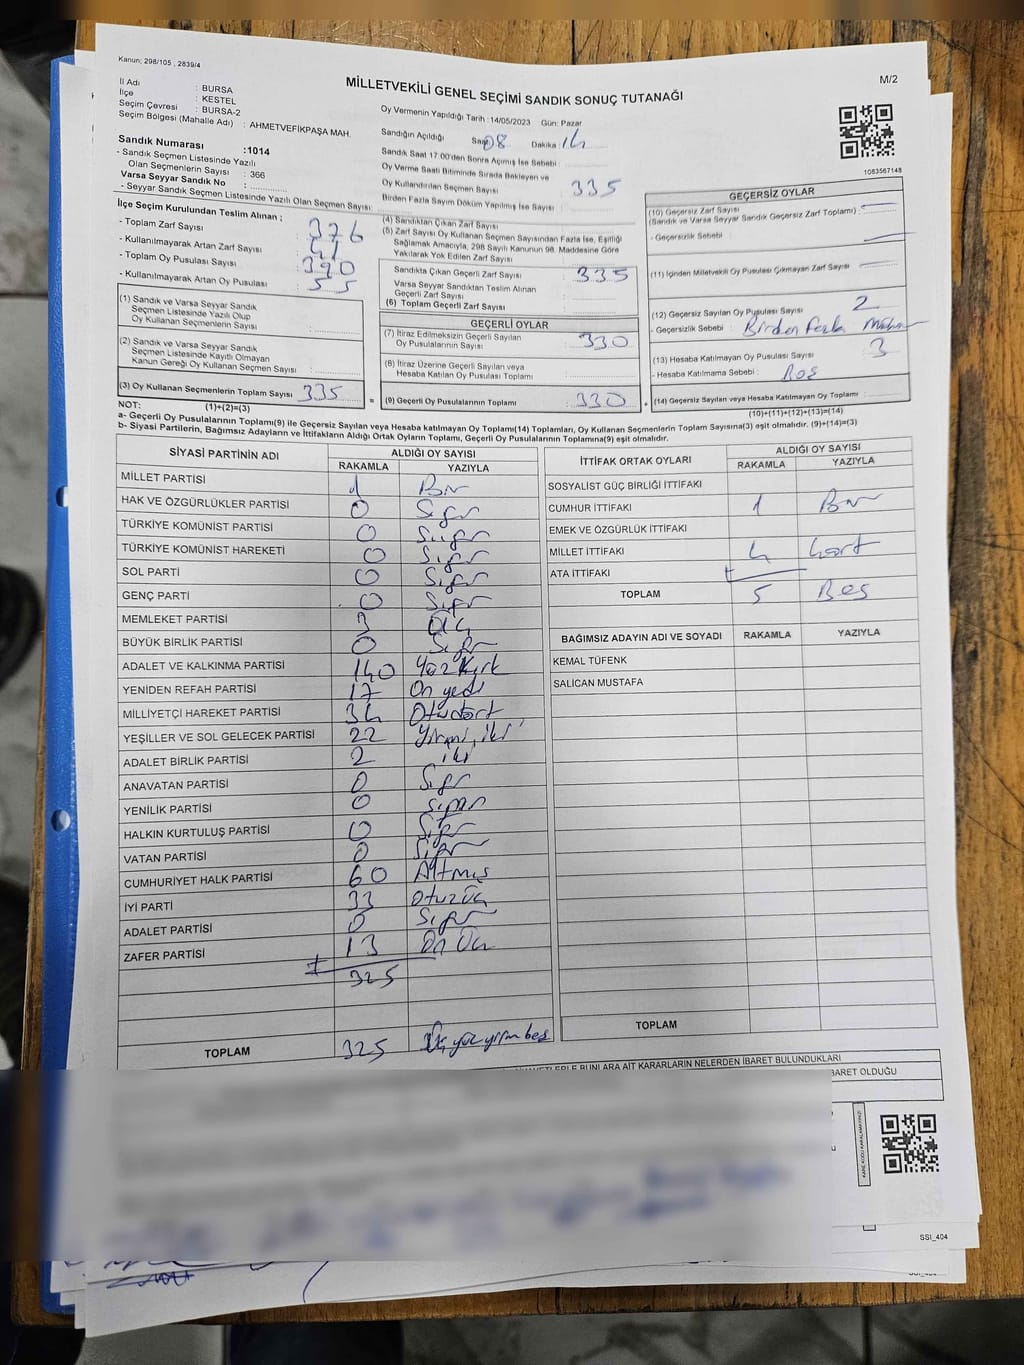 Kanun; 298/105 , 2839/4
M/2
MİLLETVEKİLİ GENEL SEÇİMİ SANDIK SONUÇ TUTANAĞI
İl Adı : BURSA
İlçe : KESTEL
Seçim Çevresi : BURSA-2
Seçim Bölgesi (Mahalle Adı) : AHMETVEFİKPAŞA MAH.
Sandık Numarası :1014
- Sandık Seçmen Listesinde Yazılı
Olan Seçmenlerin Sayısı : 366
Varsa Seyyar Sandık No :
- Seyyar Sandık Seçmen Listesinde Yazılı Olan Seçmen Sayısı:
Oy Vermenin Yapıldığı Tarih :14/05/2023 Gün: Pazar
Sandığın Açıldığı Saat 08 Dakika : 14
Sandık Saat 17:00'den Sonra Açılmış İse Sebebi :
Oy Verme Saati Bitiminde Sırada Bekleyen ve
Oy Kullandırılan Seçmen Sayısı : 335
Birden Fazla Sayım Döküm Yapılmış İse Sayısı :
1083567148
İlçe Seçim Kurulundan Teslim Alınan ;
- Toplam Zarf Sayısı : 376
- Kullanılmayarak Artan Zarf Sayısı : 41
- Toplam Oy Pusulası Sayısı : 390
- Kullanılmayarak Artan Oy Pusulası : 55
(1) Sandık ve Varsa Seyyar Sandık
Seçmen Listesinde Yazılı Olup
Oy Kullanan Seçmenlerin Sayısı :
(2) Sandık ve Varsa Seyyar Sandık
Seçmen Listesinde Kayıtlı Olmayan
Kanun Gereği Oy Kullanan Seçmen Sayısı :
(3) Oy Kullanan Seçmenlerin Toplam Sayısı : 335
(4) Sandıktan Çıkan Zarf Sayısı :
(5) Zarf Sayısı Oy Kullanan Seçmen Sayısından Fazla İse, Eşitliği
Sağlamak Amacıyla, 298 Sayılı Kanunun 98. Maddesine Göre
Yakılarak Yok Edilen Zarf Sayısı :
Sandıkta Çıkan Geçerli Zarf Sayısı : 335
Varsa Seyyar Sandıktan Teslim Alınan
Geçerli Zarf Sayısı :
(6) Toplam Geçerli Zarf Sayısı :
GEÇERLİ OYLAR
(7) İtiraz Edilmeksizin Geçerli Sayılan
Oy Pusulalarının Sayısı : 330
(8) İtiraz Üzerine Geçerli Sayılan veya
Hesaba Katılan Oy Pusulası Toplamı :
= (9) Geçerli Oy Pusulalarının Toplamı : 330 +
GEÇERSİZ OYLAR
(10) Geçersiz Zarf Sayısı
(Sandık ve Varsa Seyyar Sandık Geçersiz Zarf Toplamı) :
- Geçersizlik Sebebi :
(11) İçinden Milletvekili Oy Pusulası Çıkmayan Zarf Sayısı :
(12) Geçersiz Sayılan Oy Pusulası Sayısı : 2
- Geçersizlik Sebebi : Birden fazla Mühür
(13) Hesaba Katılmayan Oy Pusulası Sayısı : 3
- Hesaba Katılmama Sebebi : Boş
(14) Geçersiz Sayılan veya Hesaba Katılmayan Oy Toplamı :
NOT: (1)+(2)=(3)
(10)+(11)+(12)+(13)=(14)
a- Geçerli Oy Pusulalarının Toplamı(9) ile Geçersiz Sayılan veya Hesaba Katılmayan Oy Toplamı(14) Toplamları, Oy Kullanan Seçmenlerin Toplam Sayısına(3) eşit olmalıdır. (9)+(14)=(3)
b- Siyasi Partilerin, Bağımsız Adayların ve İttifakların Aldığı Ortak Oyların Toplamı, Geçerli Oy Pusulalarının Toplamına(9) eşit olmalıdır.
SİYASİ PARTİNİN ADI ALDIĞI OY SAYISI
RAKAMLA YAZIYLA
MİLLET PARTİSİ 1 Bir
HAK VE ÖZGÜRLÜKLER PARTİSİ 0 Sıfır
TÜRKİYE KOMÜNİST PARTİSİ 0 Sıfır
TÜRKİYE KOMÜNİST HAREKETİ 0 Sıfır
SOL PARTİ 0 Sıfır
GENÇ PARTİ 0 Sıfır
MEMLEKET PARTİSİ 3 Üç
BÜYÜK BİRLİK PARTİSİ 0 Sıfır
ADALET VE KALKINMA PARTİSİ 140 Yüz Kırk
YENİDEN REFAH PARTİSİ 17 On yedi
MİLLİYETÇİ HAREKET PARTİSİ 34 Otuzdört
YEŞİLLER VE SOL GELECEK PARTİSİ 22 Yirmi iki
ADALET BİRLİK PARTİSİ 2 iki
ANAVATAN PARTİSİ 0 Sıfır
YENİLİK PARTİSİ 0 Sıfır
HALKIN KURTULUŞ PARTİSİ 0 Sıfır
VATAN PARTİSİ 0 Sıfır
CUMHURİYET HALK PARTİSİ 60 Altmış
İYİ PARTİ 33 Otuzüç
ADALET PARTİSİ 0 Sıfır
ZAFER PARTİSİ 13 On Üç
+ 325
TOPLAM 325 Üç yüz yirmi beş
İTTİFAK ORTAK OYLARI ALDIĞI OY SAYISI
RAKAMLA YAZIYLA
SOSYALİST GÜÇ BİRLİĞİ İTTİFAKI
CUMHUR İTTİFAKI 1 Bir
EMEK VE ÖZGÜRLÜK İTTİFAKI
MİLLET İTTİFAKI 4 Dört
ATA İTTİFAKI +
TOPLAM 5 Beş
BAĞIMSIZ ADAYIN ADI VE SOYADI RAKAMLA YAZIYLA
KEMAL TÜFENK
SALİCAN MUSTAFA
TOPLAM
BUNLARA AİT KARARLARIN NELERDEN İBARET BULUNDUKLARI
BARET OLDUĞU
SSI_404